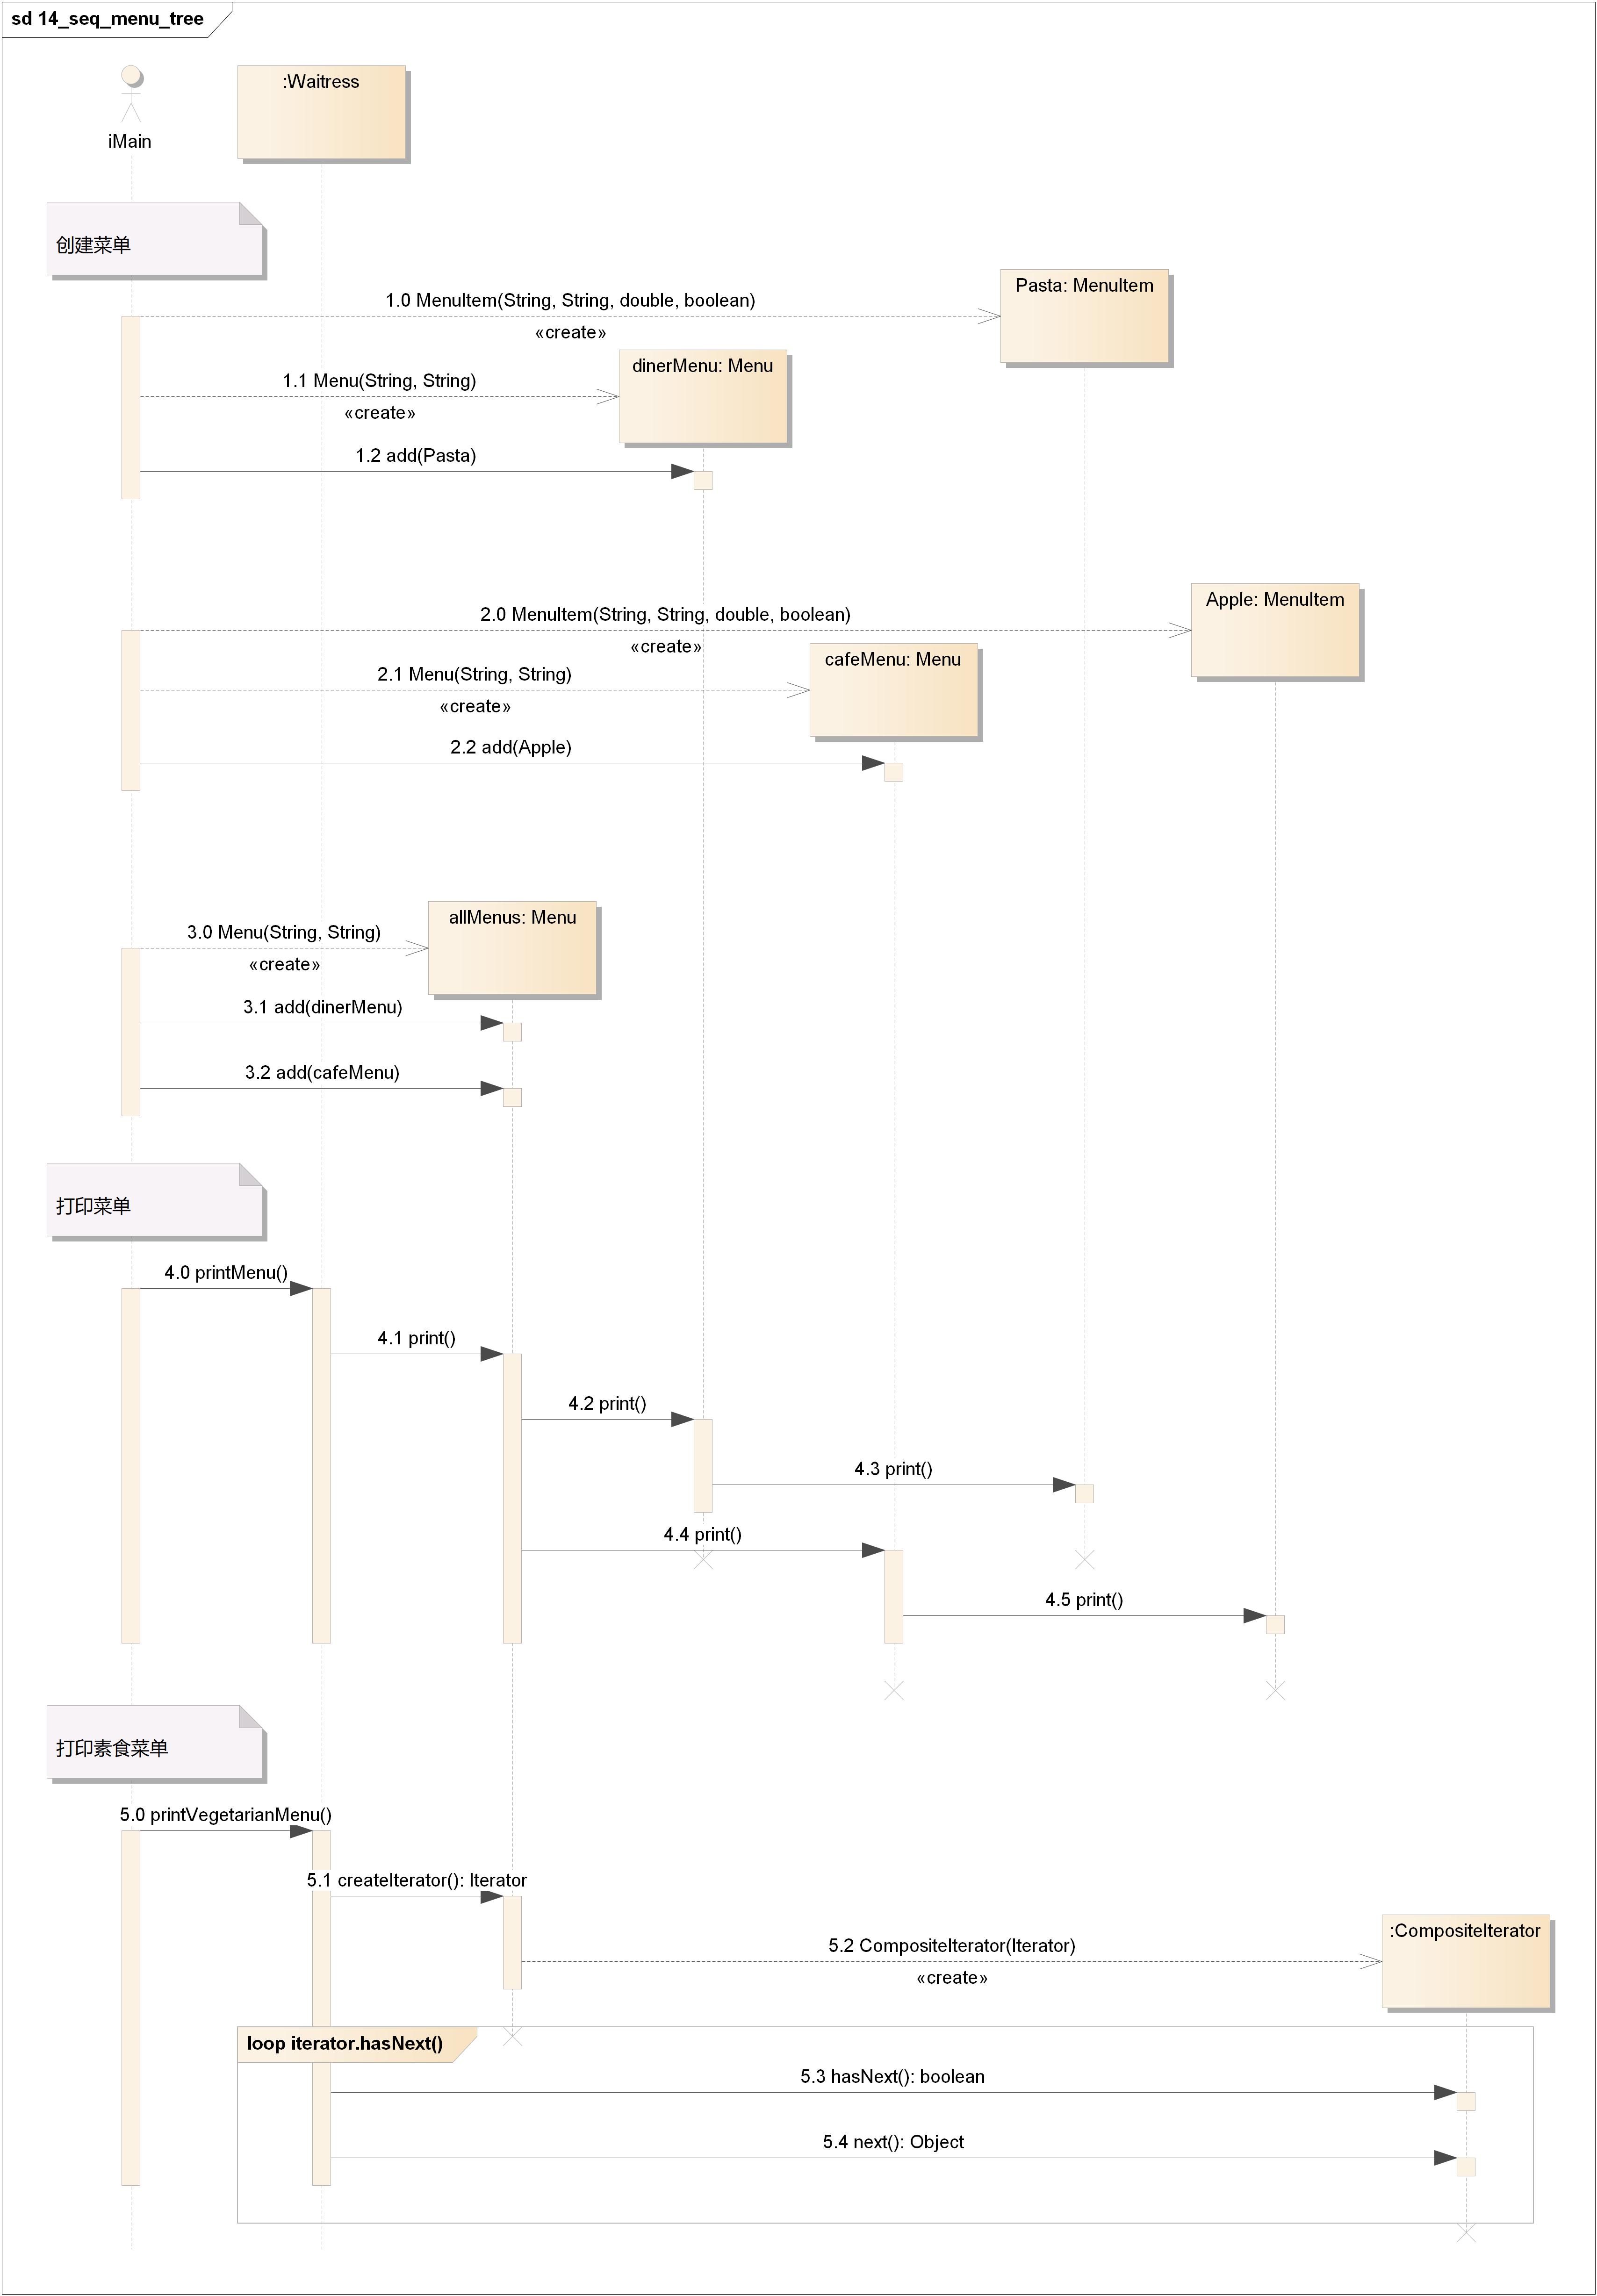 sd 14_seq_menu_tree
iMain
:Waitress
创建菜单
Pasta: MenuItem
1.0 MenuItem(String, String, double, boolean)
«create»
dinerMenu: Menu
1.1 Menu(String, String)
«create»
1.2 add(Pasta)
Apple: MenuItem
2.0 MenuItem(String, String, double, boolean)
«create»
cafeMenu: Menu
2.1 Menu(String, String)
«create»
2.2 add(Apple)
allMenus: Menu
3.0 Menu(String, String)
«create»
3.1 add(dinerMenu)
3.2 add(cafeMenu)
打印菜单
4.0 printMenu()
4.1 print()
4.2 print()
4.3 print()
4.4 print()
4.5 print()
打印素食菜单
5.0 printVegetarianMenu()
5.1 createIterator(): Iterator
:CompositeIterator
5.2 CompositeIterator(Iterator)
«create»
loop iterator.hasNext()
5.3 hasNext(): boolean
5.4 next(): Object